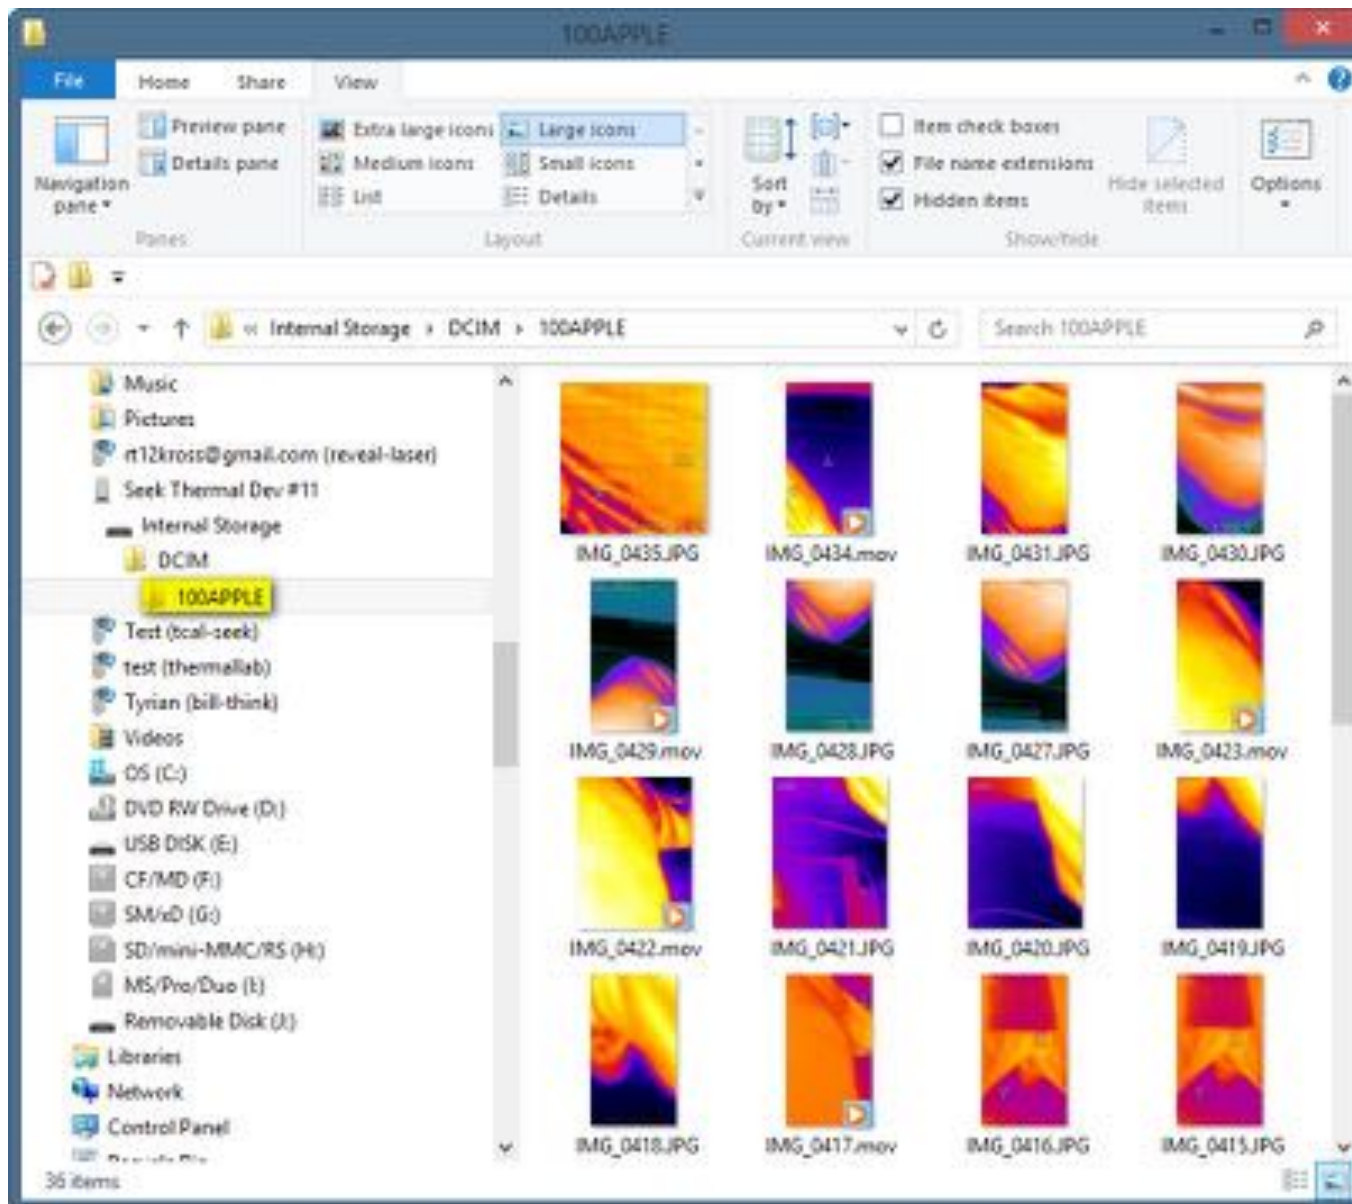 100APPLE
File Home Share View
Navigation pane
Preview pane
Details pane
Panes
Extra large icons Large icons
Medium icons Small icons
List Details
Layout
Sort by
Current view
Item check boxes
File name extensions
Hidden items
Hide selected items
Show/hide
Options
« Internal Storage DCIM 100APPLE
Search 100APPLE
Music
Pictures
rt12kross@gmail.com (reveal-laser)
Seek Thermal Dev #11
Internal Storage
DCIM
100APPLE
Test (tcal-seek)
test (thermallab)
Tyrian (bill-think)
Videos
OS (C:)
DVD RW Drive (D:)
USB DISK (E:)
CF/MD (F:)
SM/xD (G:)
SD/mini-MMC/RS (H:)
MS/Pro/Duo (I:)
Removable Disk (J:)
Libraries
Network
Control Panel
IMG_0435.JPG IMG_0434.mov IMG_0431.JPG IMG_0430.JPG
IMG_0429.mov IMG_0428.JPG IMG_0427.JPG IMG_0423.mov
IMG_0422.mov IMG_0421.JPG IMG_0420.JPG IMG_0419.JPG
IMG_0418.JPG IMG_0417.mov IMG_0416.JPG IMG_0415.JPG
36 items